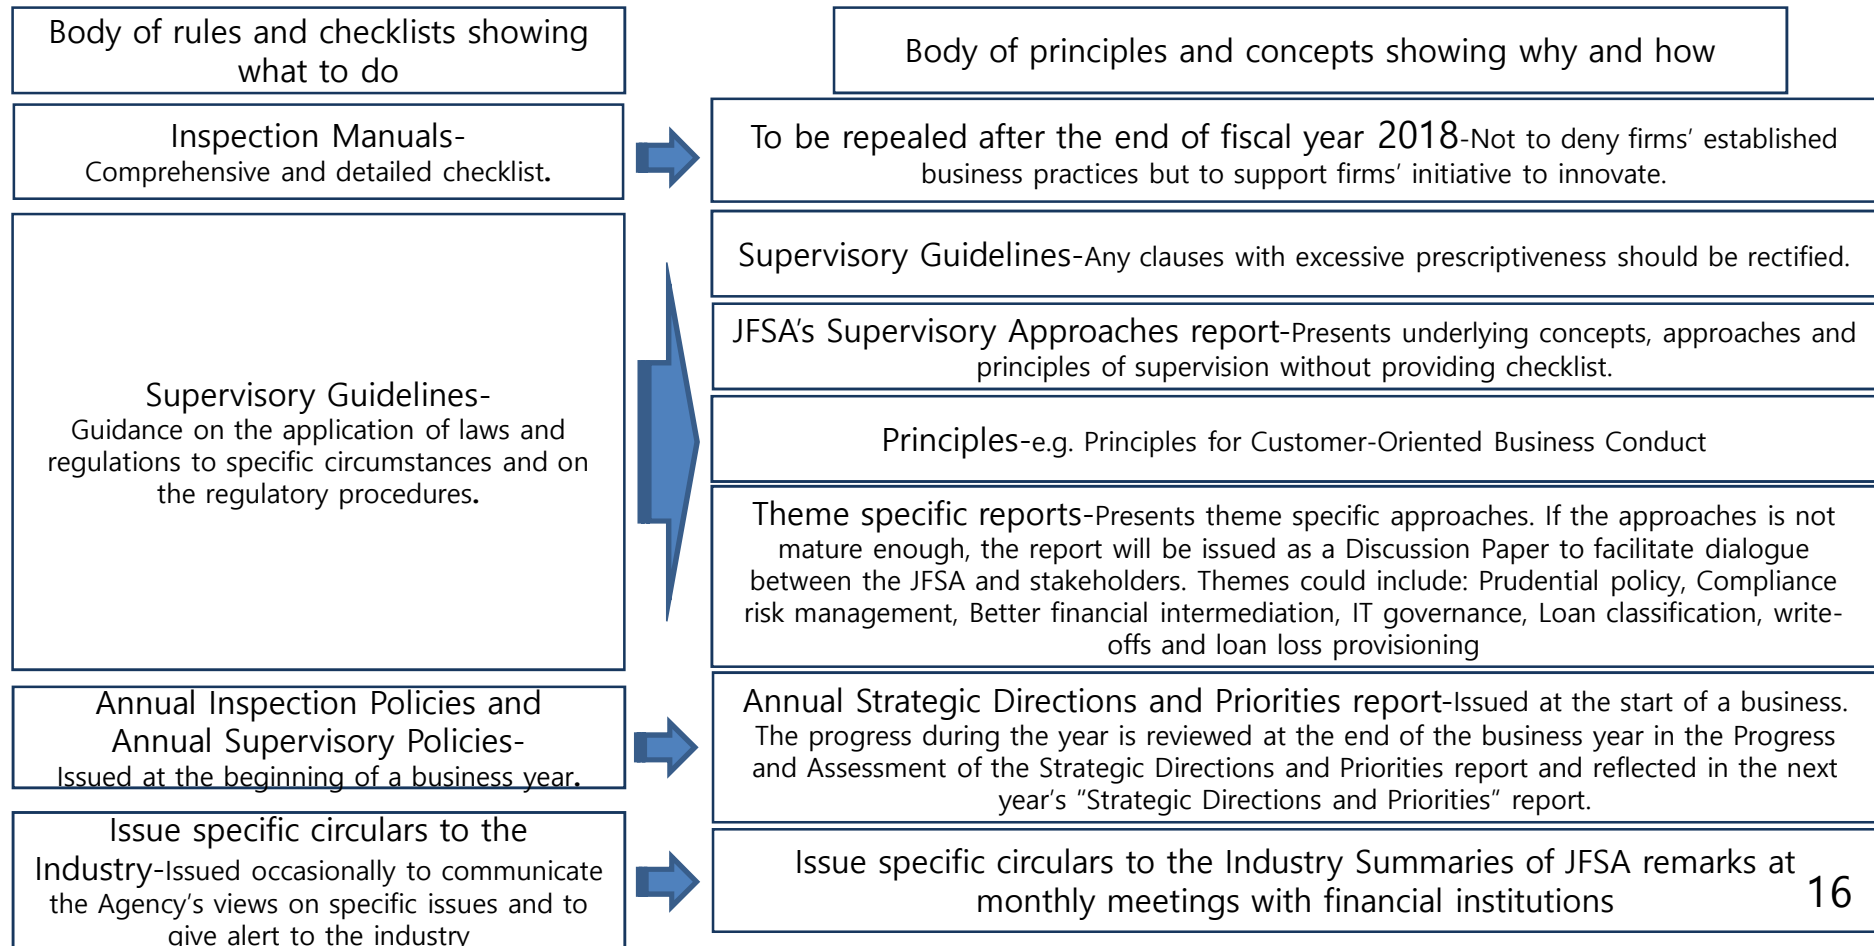 Body of rules and checklists showing
what to do
Body of principles and concepts showing why and how
Inspection Manuals-
Comprehensive and detailed checklist.
To be repealed after the end of fiscal year 2018-Not to deny firms’ established
business practices but to support firms’ initiative to innovate.
Supervisory Guidelines-
Guidance on the application of laws and
regulations to specific circumstances and on
the regulatory procedures.
Supervisory Guidelines-Any clauses with excessive prescriptiveness should be rectified.
JFSA’s Supervisory Approaches report-Presents underlying concepts, approaches and
principles of supervision without providing checklist.
Principles-e.g. Principles for Customer-Oriented Business Conduct
Theme specific reports-Presents theme specific approaches. If the approaches is not
mature enough, the report will be issued as a Discussion Paper to facilitate dialogue
between the JFSA and stakeholders. Themes could include: Prudential policy, Compliance
risk management, Better financial intermediation, IT governance, Loan classification, write-
offs and loan loss provisioning
Annual Inspection Policies and
Annual Supervisory Policies-
Issued at the beginning of a business year.
Annual Strategic Directions and Priorities report-Issued at the start of a business.
The progress during the year is reviewed at the end of the business year in the Progress
and Assessment of the Strategic Directions and Priorities report and reflected in the next
year’s “Strategic Directions and Priorities” report.
Issue specific circulars to the
Industry-Issued occasionally to communicate
the Agency’s views on specific issues and to
give alert to the industry
Issue specific circulars to the Industry Summaries of JFSA remarks at
monthly meetings with financial institutions
16